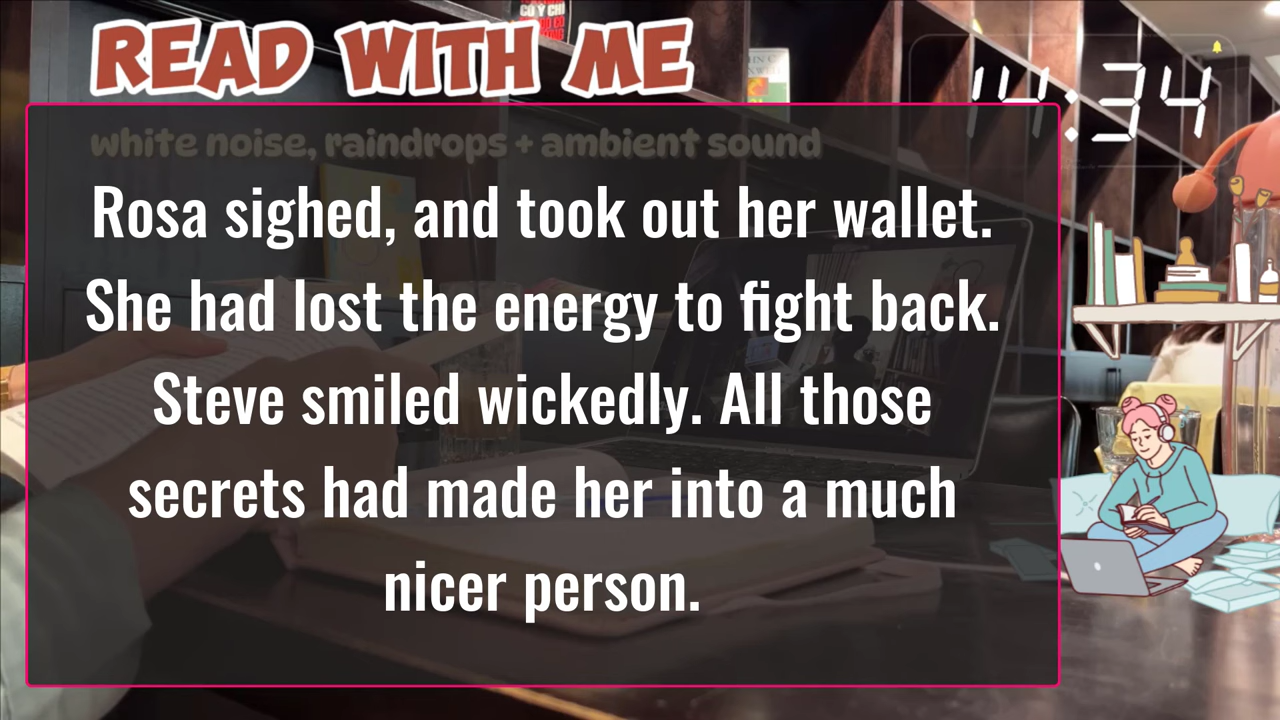 READ WITH ME
14:34
white noise, raindrops + ambient sound
Rosa sighed, and took out her wallet.
She had lost the energy to fight back.
Steve smiled wickedly. All those
secrets had made her into a much
nicer person.